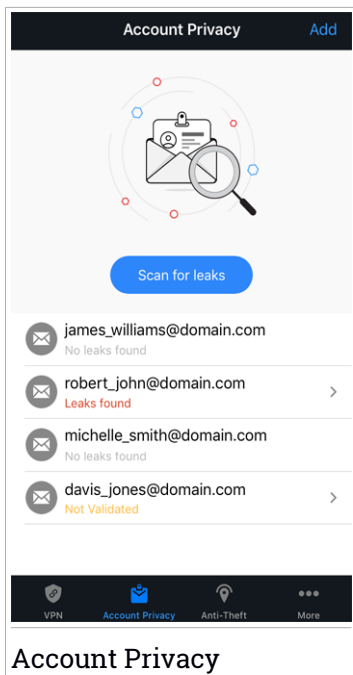 Account Privacy Add
Scan for leaks
james_williams@domain.com
No leaks found
robert_john@domain.com
Leaks found
michelle_smith@domain.com
No leaks found
davis_jones@domain.com
Not Validated
VPN Account Privacy Anti-Theft More
Account Privacy